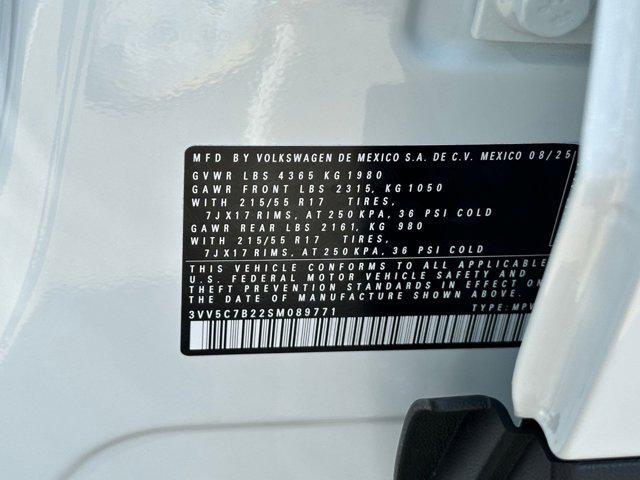 MFD BY VOLKSWAGEN DE MEXICO S.A. DE C.V. MEXICO 08/25
GVWR LBS 4365 KG 1980
GAWR FRONT LBS 2315, KG 1050
WITH 215/55 R17 TIRES,
7JX17 RIMS, AT 250 KPA, 36 PSI COLD
GAWR REAR LBS 2161, KG 980
WITH 215/55 R17 TIRES,
7JX17 RIMS, AT 250 KPA, 36 PSI COLD
THIS VEHICLE CONFORMS TO ALL APPLICABLE
U.S. FEDERAL MOTOR VEHICLE SAFETY AND
THEFT PREVENTION STANDARDS IN EFFECT ON
THE DATE OF MANUFACTURE SHOWN ABOVE.
3VV5C7B22SM089771 TYPE: MPV